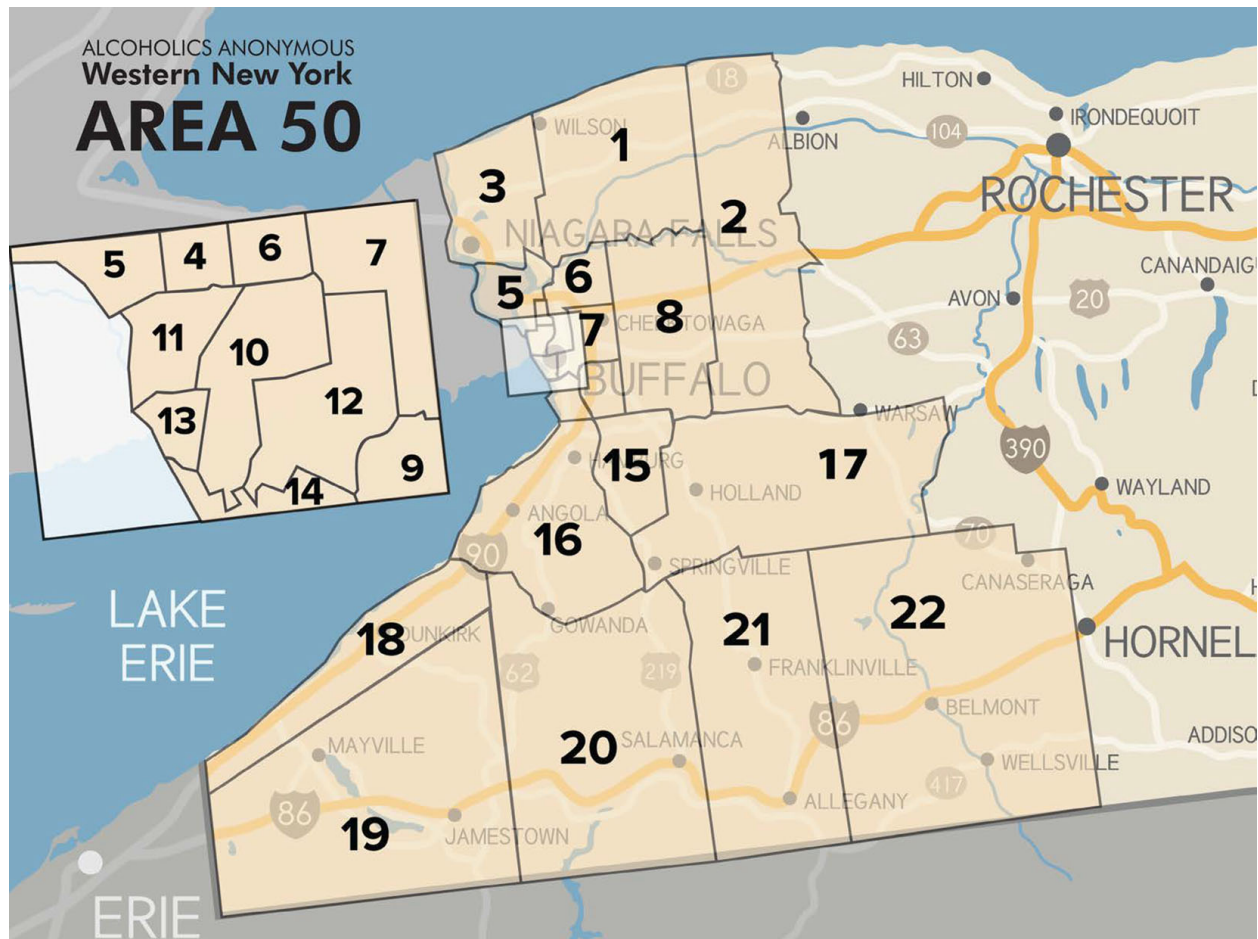 ALCOHOLICS ANONYMOUS
Western New York
AREA 50
HILTON
IRONDEQUOIT
18
WILSON
1
ALBION
104
3
ROCHESTER
2
NIAGARA FALLS
5
4
6
7
CANANDAIG
5
6
AVON
20
8
7
CHEEKTOWAGA
63
11
10
BUFFALO
12
13
WARSAW
390
9
14
HAMBURG
15
17
HOLLAND
WAYLAND
ANGOLA
16
90
70
SPRINGVILLE
CANASERAGA
LAKE
ERIE
18
DUNKIRK
GOWANDA
21
22
HORNEL
62
219
FRANKLINVILLE
86
BELMONT
MAYVILLE
20
SALAMANCA
ADDISO
WELLSVILLE
417
86
19
JAMESTOWN
ALLEGANY
ERIE